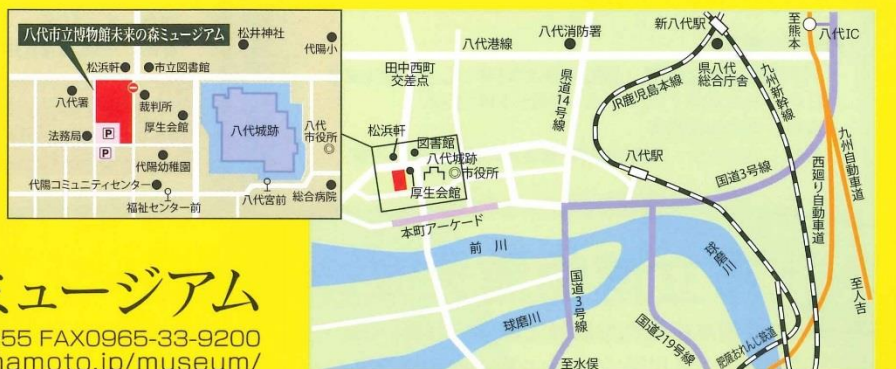 八代市立博物館未来の森ミュージアム
松井神社
代陽小
松浜軒
市立図書館
八代署
裁判所
厚生会館
法務局
P
P
八代城跡
八代
市役所
代陽幼稚園
代陽コミュニティセンター
福祉センター前
八代宮前
総合病院
八代港線
八代消防署
田中西町
交差点
県道14号線
新八代駅
県八代
総合庁舎
至熊本
八代IC
JR鹿児島本線
九州新幹線
松浜軒
図書館
八代城跡
市役所
厚生会館
八代駅
国道3号線
西廻り自動車道
九州自動車道
本町アーケード
前川
球磨川
球磨川
国道3号線
国道219号線
至水俣
至人吉
肥薩おれんじ鉄道
ミュージアム
55 FAX0965-33-9200
namoto.jp/museum/